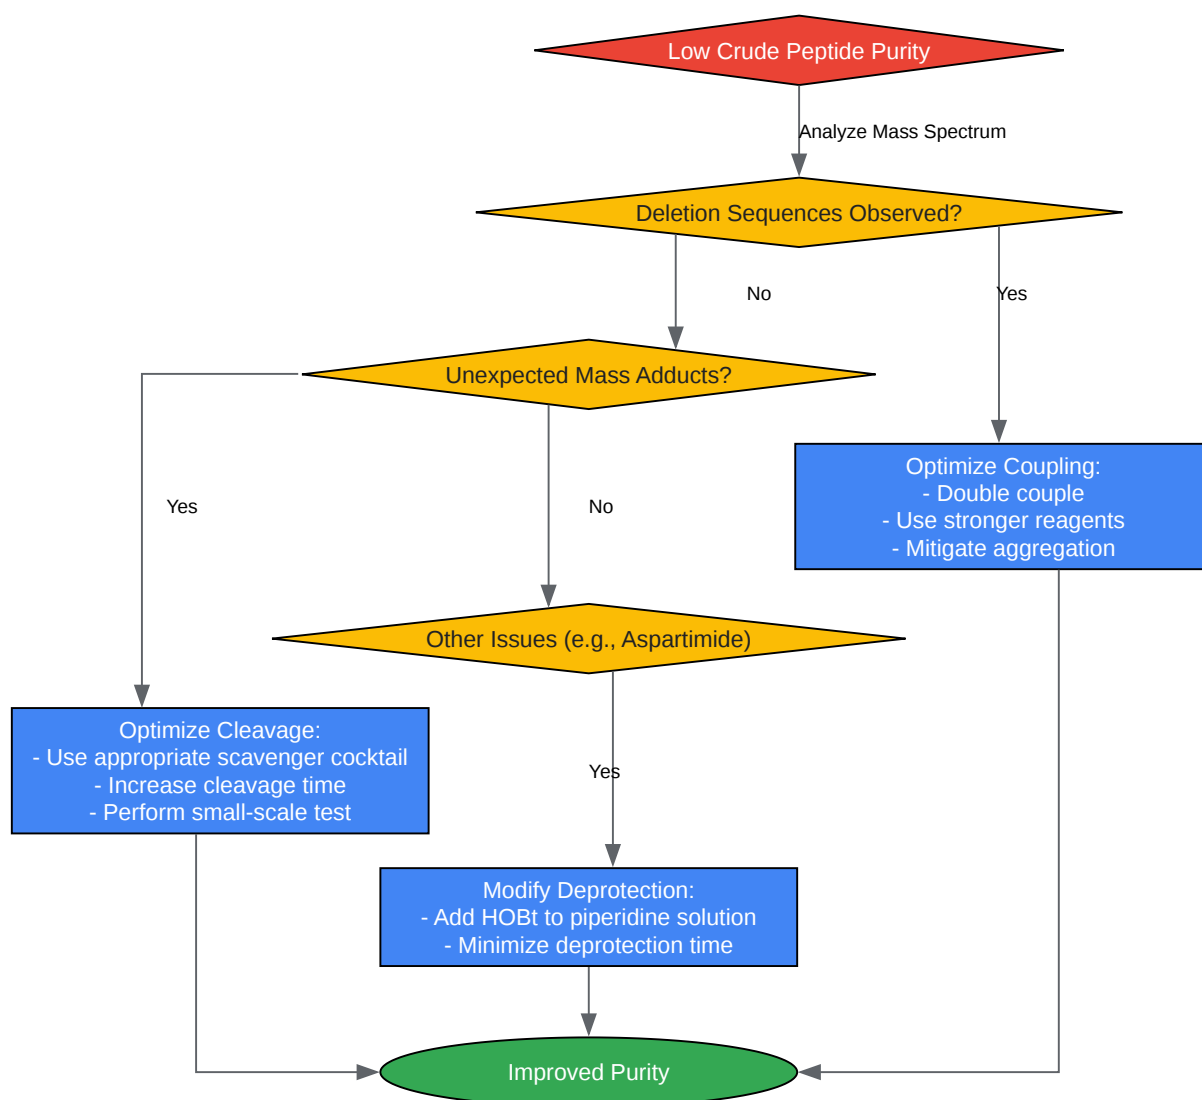 Low Crude Peptide Purity
Analyze Mass Spectrum
Deletion Sequences Observed?
No
Yes
Unexpected Mass Adducts?
Yes
No
Optimize Coupling:
- Double couple
- Use stronger reagents
- Mitigate aggregation
Other Issues (e.g., Aspartimide)
Optimize Cleavage:
- Use appropriate scavenger cocktail
- Increase cleavage time
- Perform small-scale test
Yes
Modify Deprotection:
- Add HOBt to piperidine solution
- Minimize deprotection time
Improved Purity